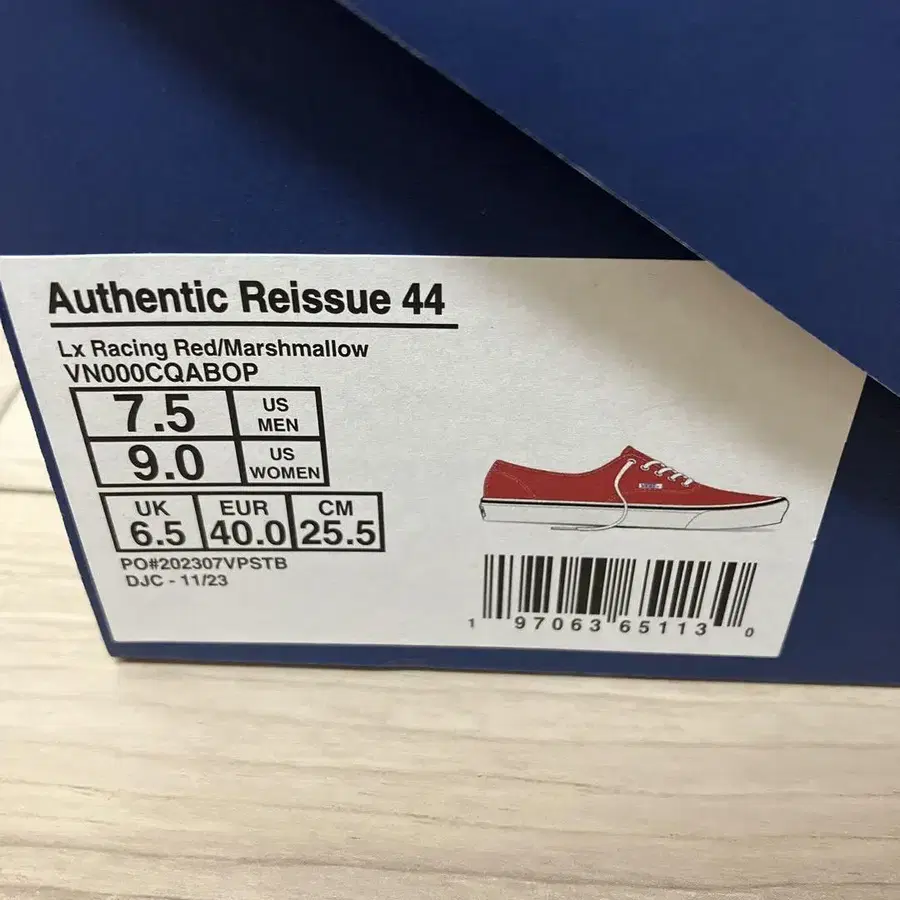 Authentic Reissue 44
Lx Racing Red/Marshmallow
VN000CQABOP
7.5 US MEN
9.0 US WOMEN
UK EUR CM
6.5 40.0 25.5
PO#202307VPSTB
DJC - 11/23
1 97063 65113 0